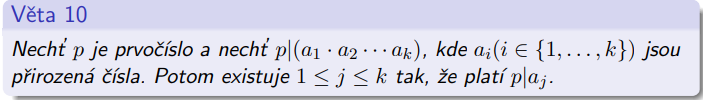 Věta 10
Nechť p je prvočíslo a nechť p|(a₁ · a₂ ⋯ aₖ), kde aᵢ(i ∈ {1, . . . , k}) jsou
přirozená čísla. Potom existuje 1 ≤ j ≤ k tak, že platí p|aⱼ.